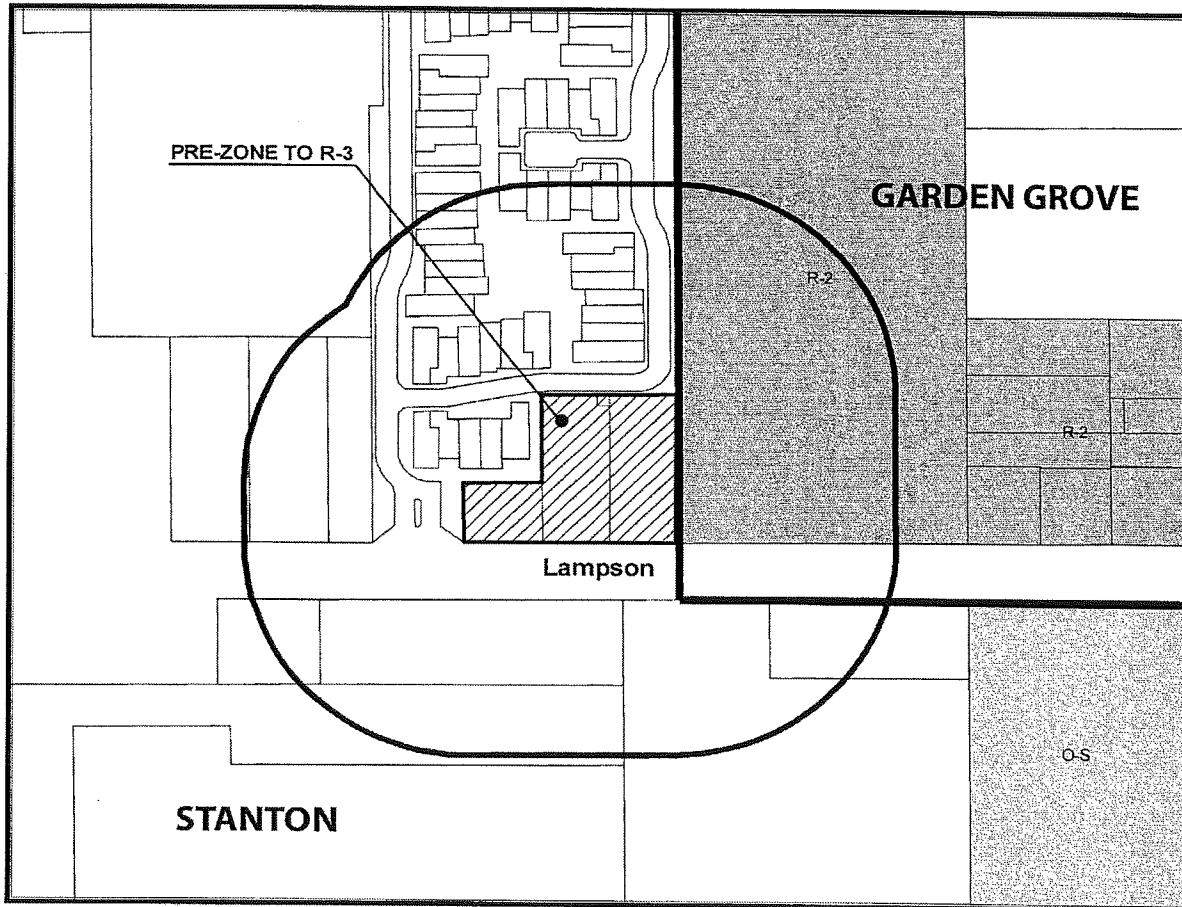 PRE-ZONE TO R-3
GARDEN GROVE
R-2
R-2
Lampson
O-S
STANTON